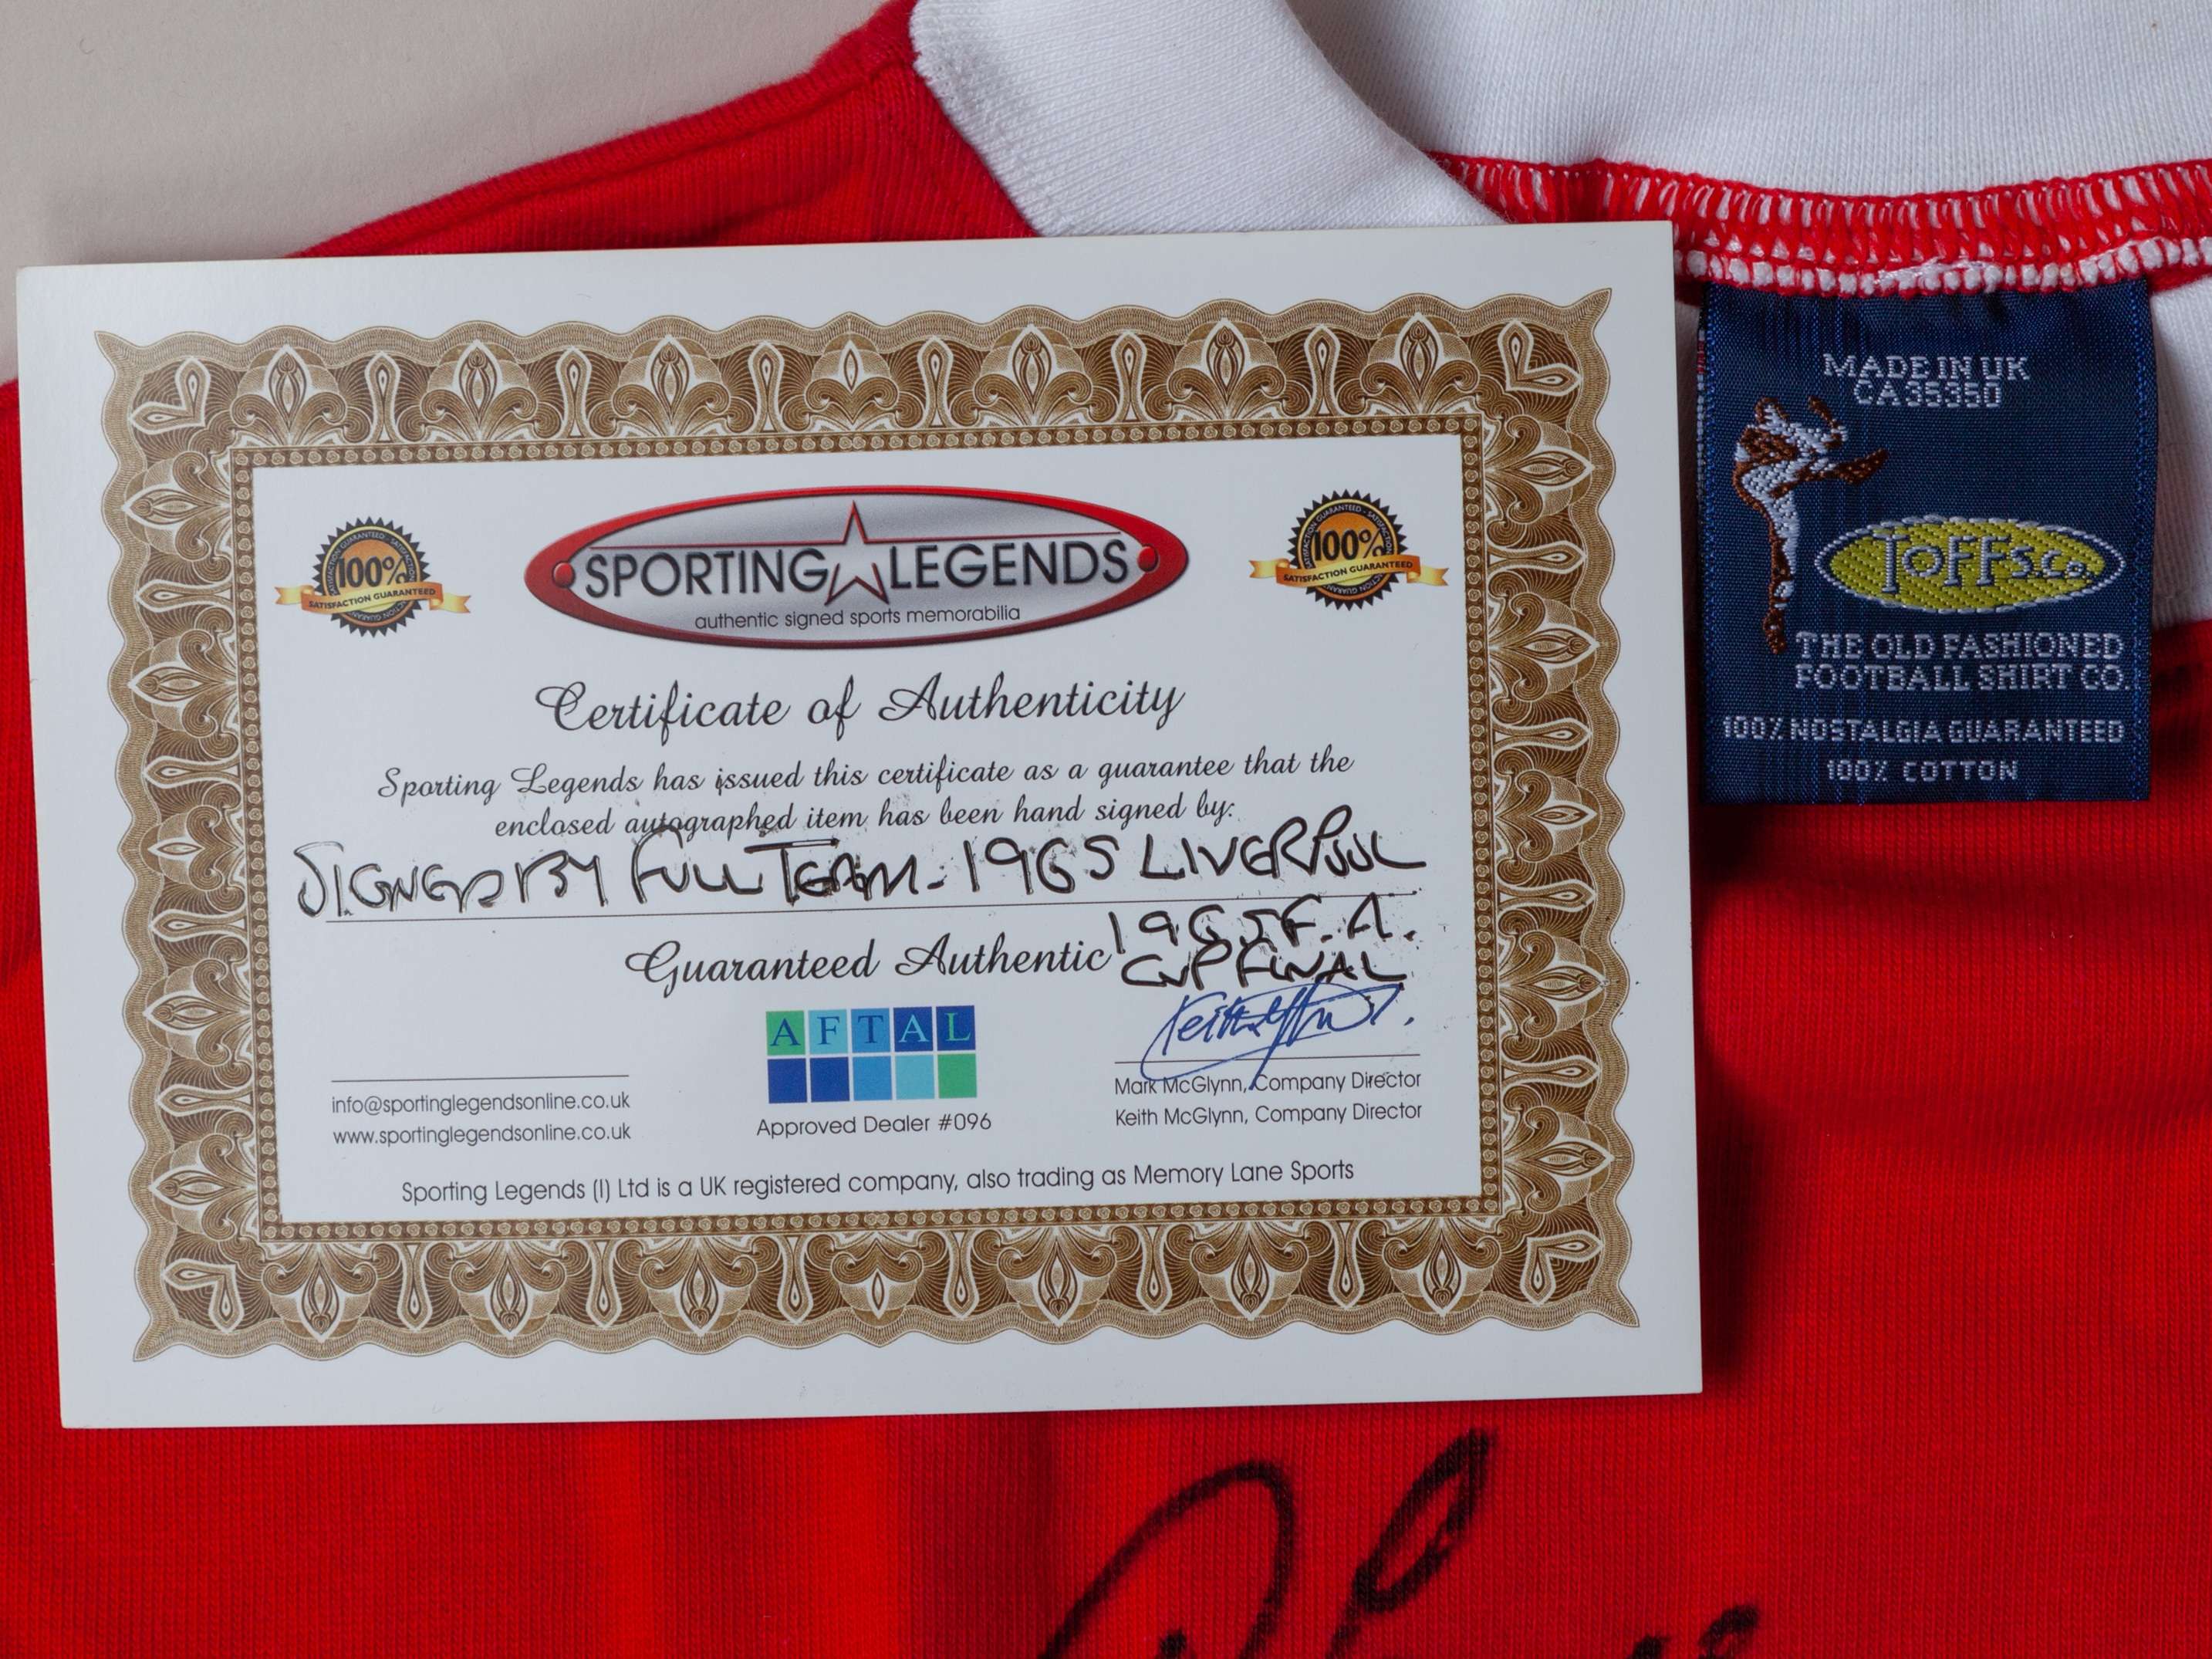 100%
SATISFACTION GUARANTEED
SPORTING LEGENDS
authentic signed sports memorabilia
100%
SATISFACTION GUARANTEED
Certificate of Authenticity
Sporting Legends has issued this certificate as a guarantee that the
enclosed autographed item has been hand signed by:
SIGNED BY FULL TEAM - 1965 LIVERPOOL
1965 F.A.
CUP FINAL
Guaranteed Authentic
AFTAL
Approved Dealer #096
info@sportinglegendsonline.co.uk
www.sportinglegendsonline.co.uk
Mark McGlynn, Company Director
Keith McGlynn, Company Director
Sporting Legends (I) Ltd is a UK registered company, also trading as Memory Lane Sports
MADE IN UK
CA35350
TOFFS Co.
THE OLD FASHIONED
FOOTBALL SHIRT CO.
100% NOSTALGIA GUARANTEED
100% COTTON